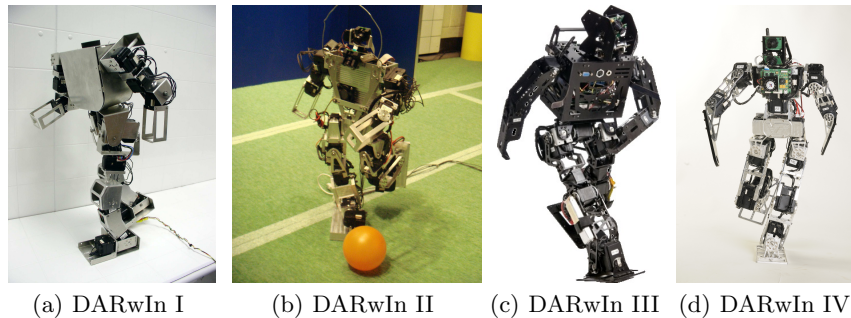 (a) DARwIn I
(b) DARwIn II
(c) DARwIn III
(d) DARwIn IV